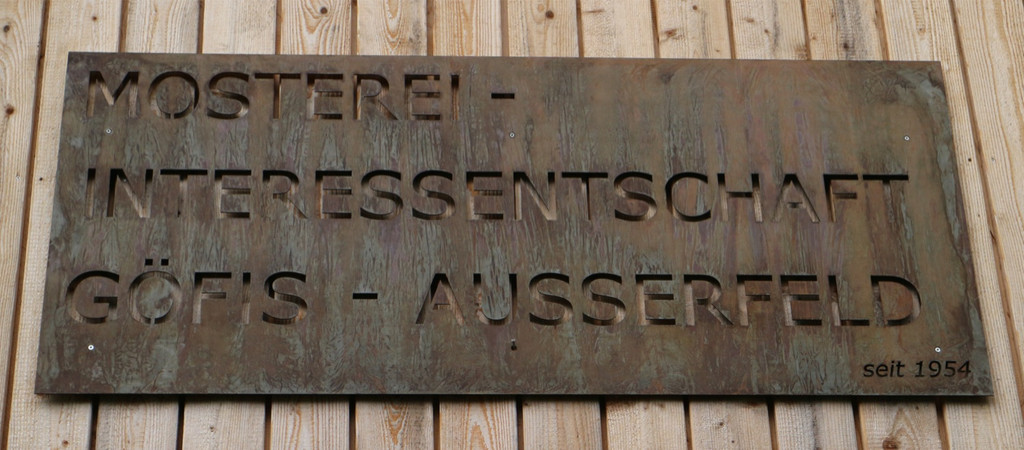 MOSTEREI -
INTERESSENTSCHAFT
GÖFIS - AUSSERFELD
seit 1954